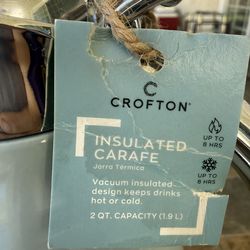 C
CROFTON®
INSULATED
CARAFE
Jarra Térmica
Vacuum insulated
design keeps drinks
hot or cold.
2 QT. CAPACITY (1.9 L)
UP TO
8 HRS
UP TO
8 HRS